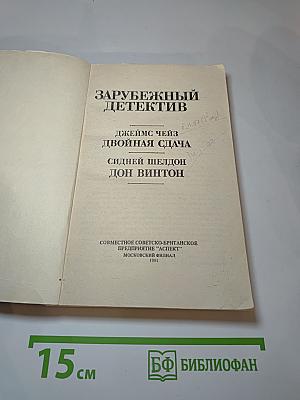 ЗАРУБЕЖНЫЙ
ДЕТЕКТИВ
ДЖЕЙМС ЧЕЙЗ
ДВОЙНАЯ СДАЧА
СИДНЕЙ ШЕЛДОН
ДОН ВИНТОН
СОВМЕСТНОЕ СОВЕТСКО-БРИТАНСКОЕ
ПРЕДПРИЯТИЕ "АСПЕКТ"
МОСКОВСКИЙ ФИЛИАЛ
1991
15 см
БФ БИБЛИОФАН